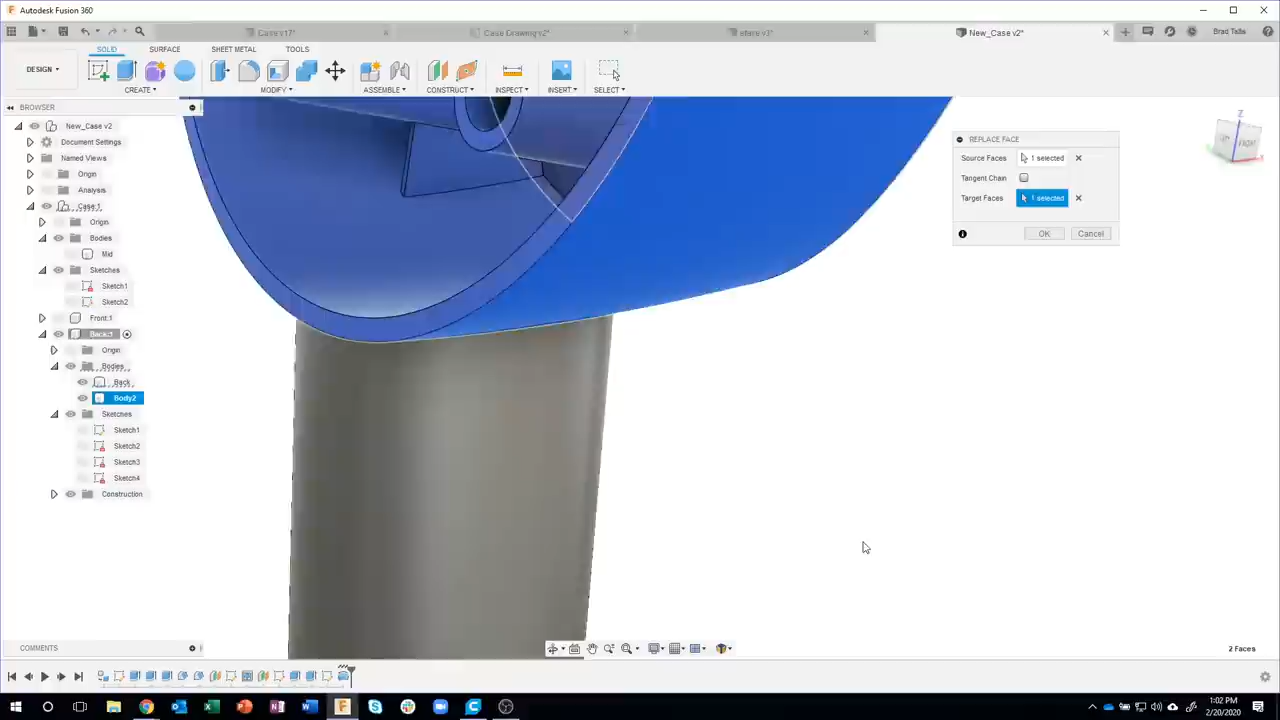 Autodesk Fusion 360
Case v17*
Case Drawing v2*
New_Case v2*
Brad Tallis
SOLID
SURFACE
SHEET METAL
TOOLS
DESIGN
CREATE
MODIFY
ASSEMBLE
CONSTRUCT
INSPECT
INSERT
SELECT
BROWSER
New_Case v2
Document Settings
Named Views
Origin
Analysis
Case:1
Origin
Bodies
Mid
Sketches
Sketch1
Sketch2
Front:1
Back:1
Origin
Bodies
Back
Body2
Sketches
Sketch1
Sketch2
Sketch3
Sketch4
Construction
REPLACE FACE
Source Faces 1 selected
Tangent Chain
Target Faces 1 selected
OK Cancel
Z
RIGHT
COMMENTS
2 Faces
1:02 PM
2/20/2020